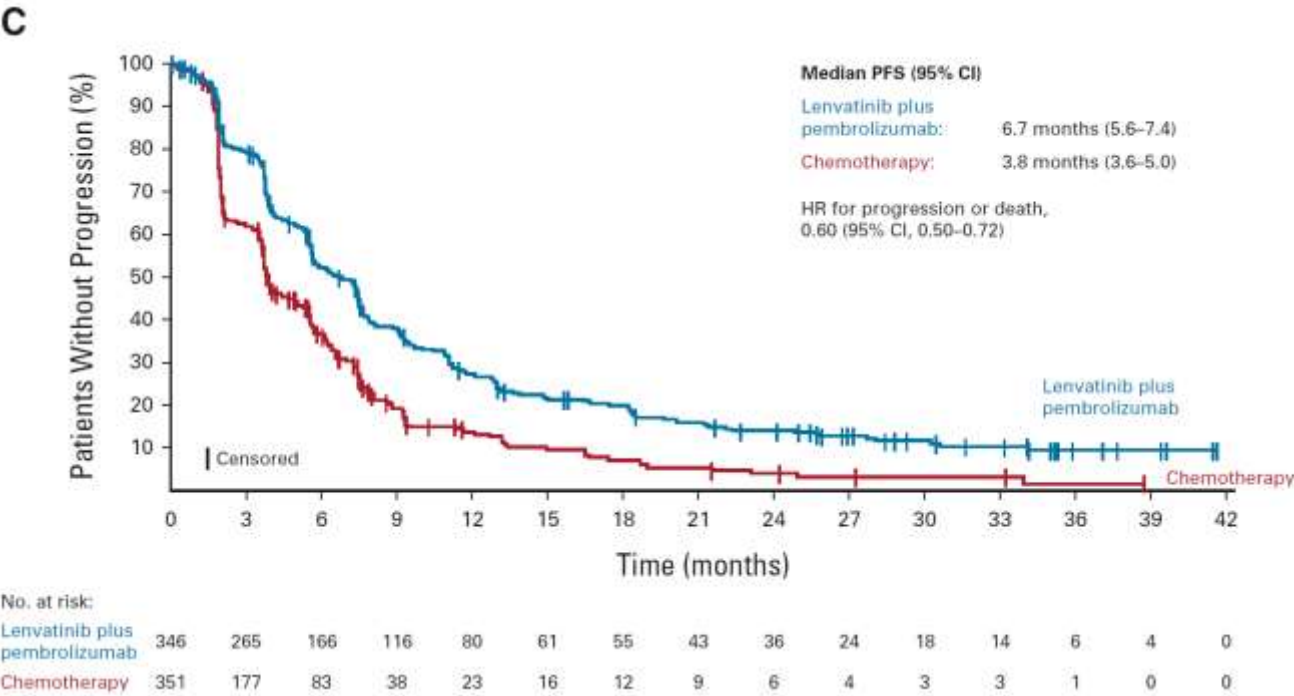 C
Patients Without Progression (%)
100
90
80
70
60
50
40
30
20
10
Median PFS (95% CI)
Lenvatinib plus
pembrolizumab: 6.7 months (5.6–7.4)
Chemotherapy: 3.8 months (3.6–5.0)
HR for progression or death,
0.60 (95% CI, 0.50–0.72)
Lenvatinib plus
pembrolizumab
Censored
Chemotherapy
0 3 6 9 12 15 18 21 24 27 30 33 36 39 42
Time (months)
No. at risk:
Lenvatinib plus
pembrolizumab 346 265 166 116 80 61 55 43 36 24 18 14 6 4 0
Chemotherapy 351 177 83 38 23 16 12 9 6 4 3 3 1 0 0